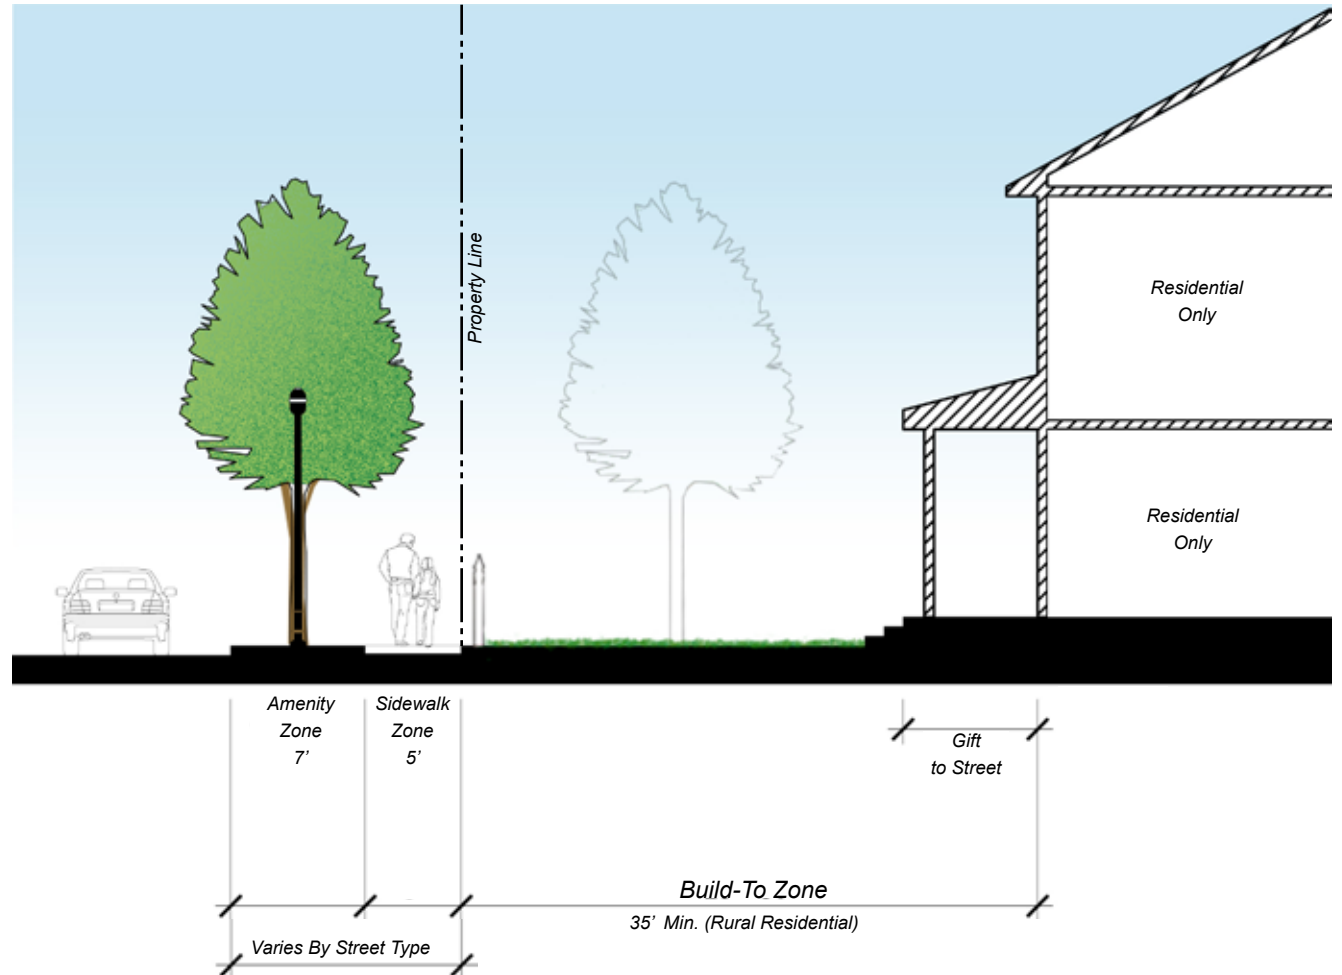 Property Line
Residential
Only
Residential
Only
Amenity
Zone
7’
Sidewalk
Zone
5’
Gift
to Street
Build-To Zone
35’ Min. (Rural Residential)
Varies By Street Type